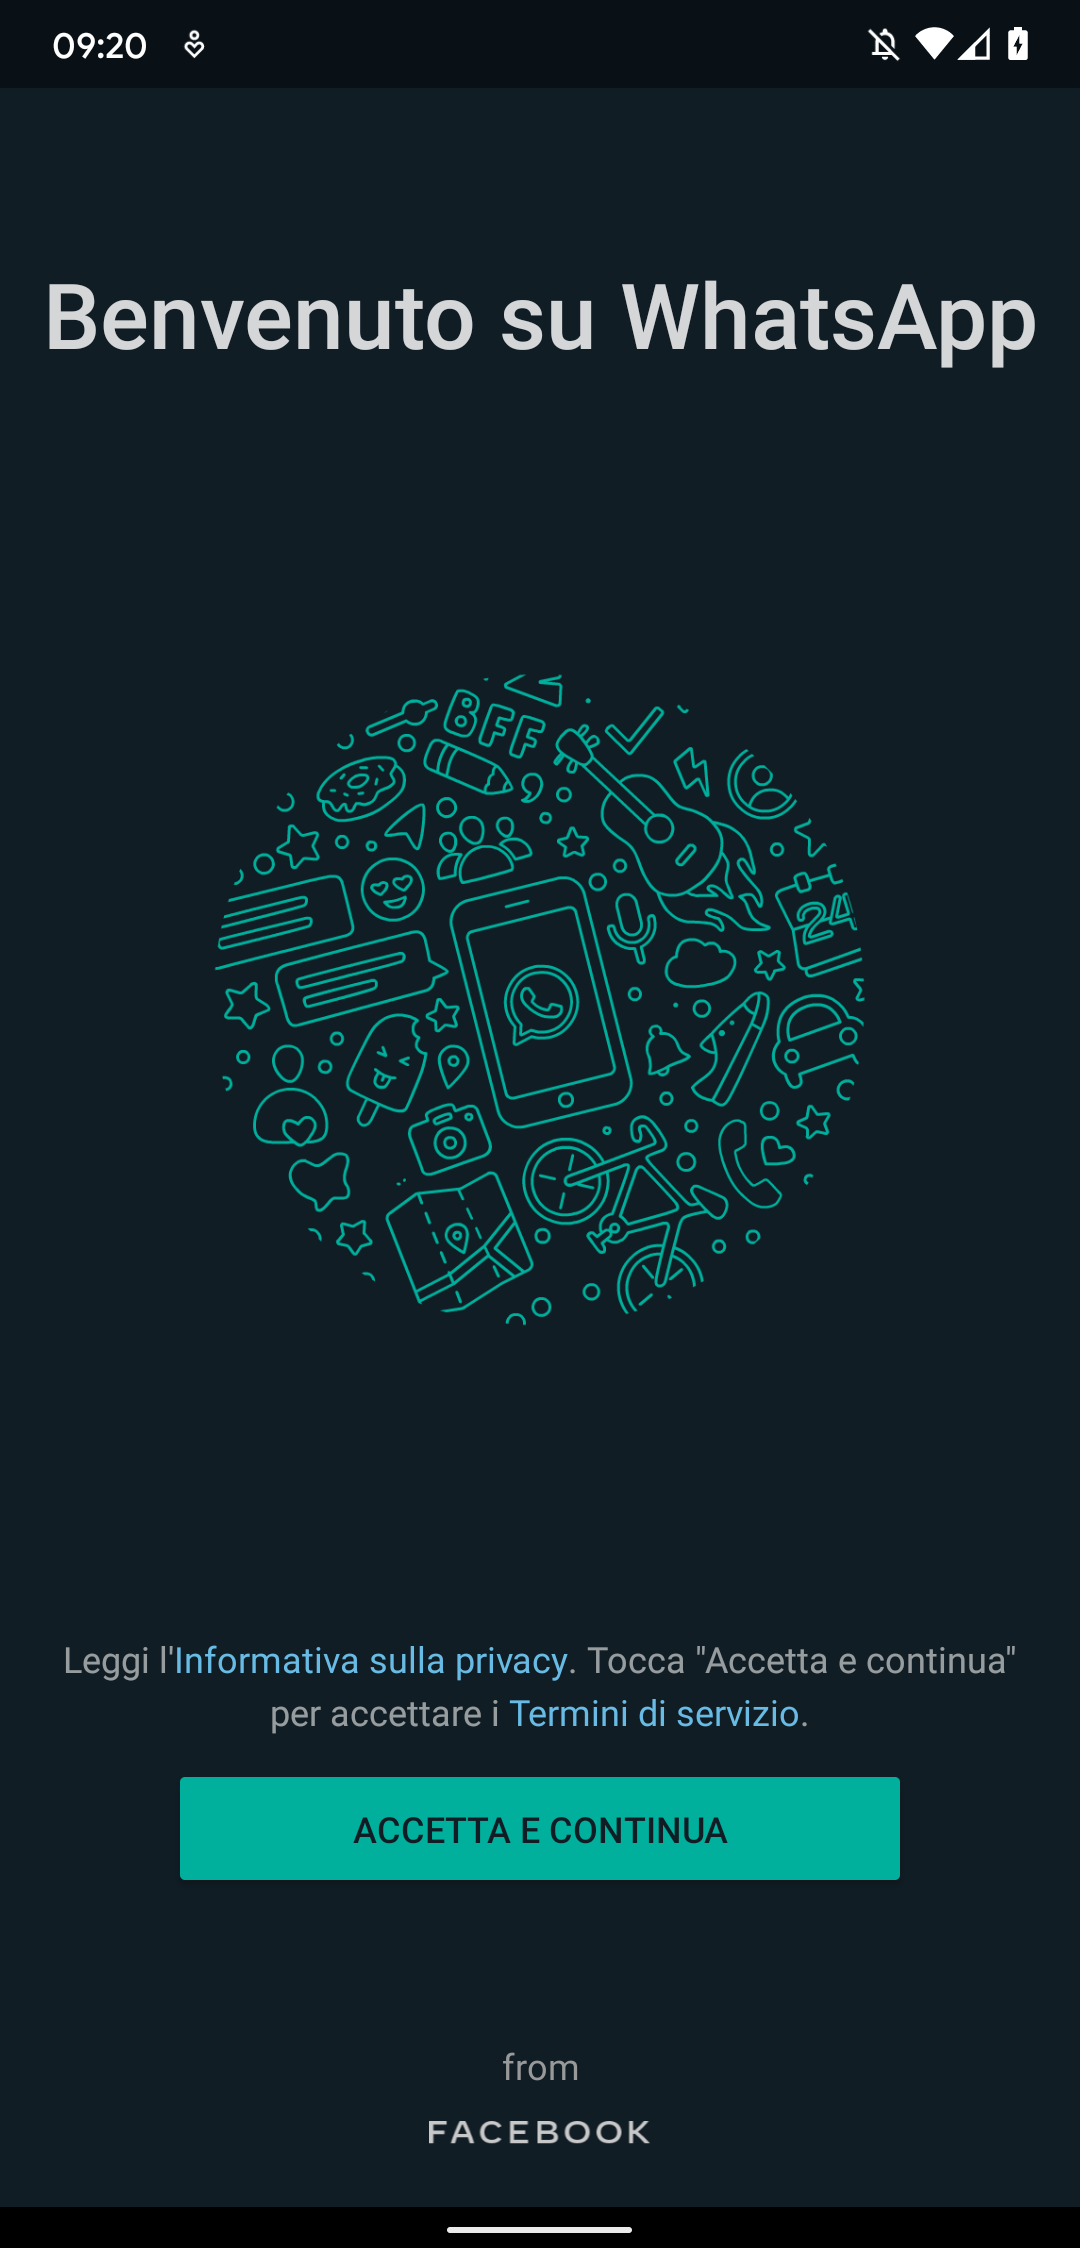 09:20
Benvenuto su WhatsApp
BFF
24
Leggi l'Informativa sulla privacy. Tocca "Accetta e continua"
per accettare i Termini di servizio.
ACCETTA E CONTINUA
from
FACEBOOK